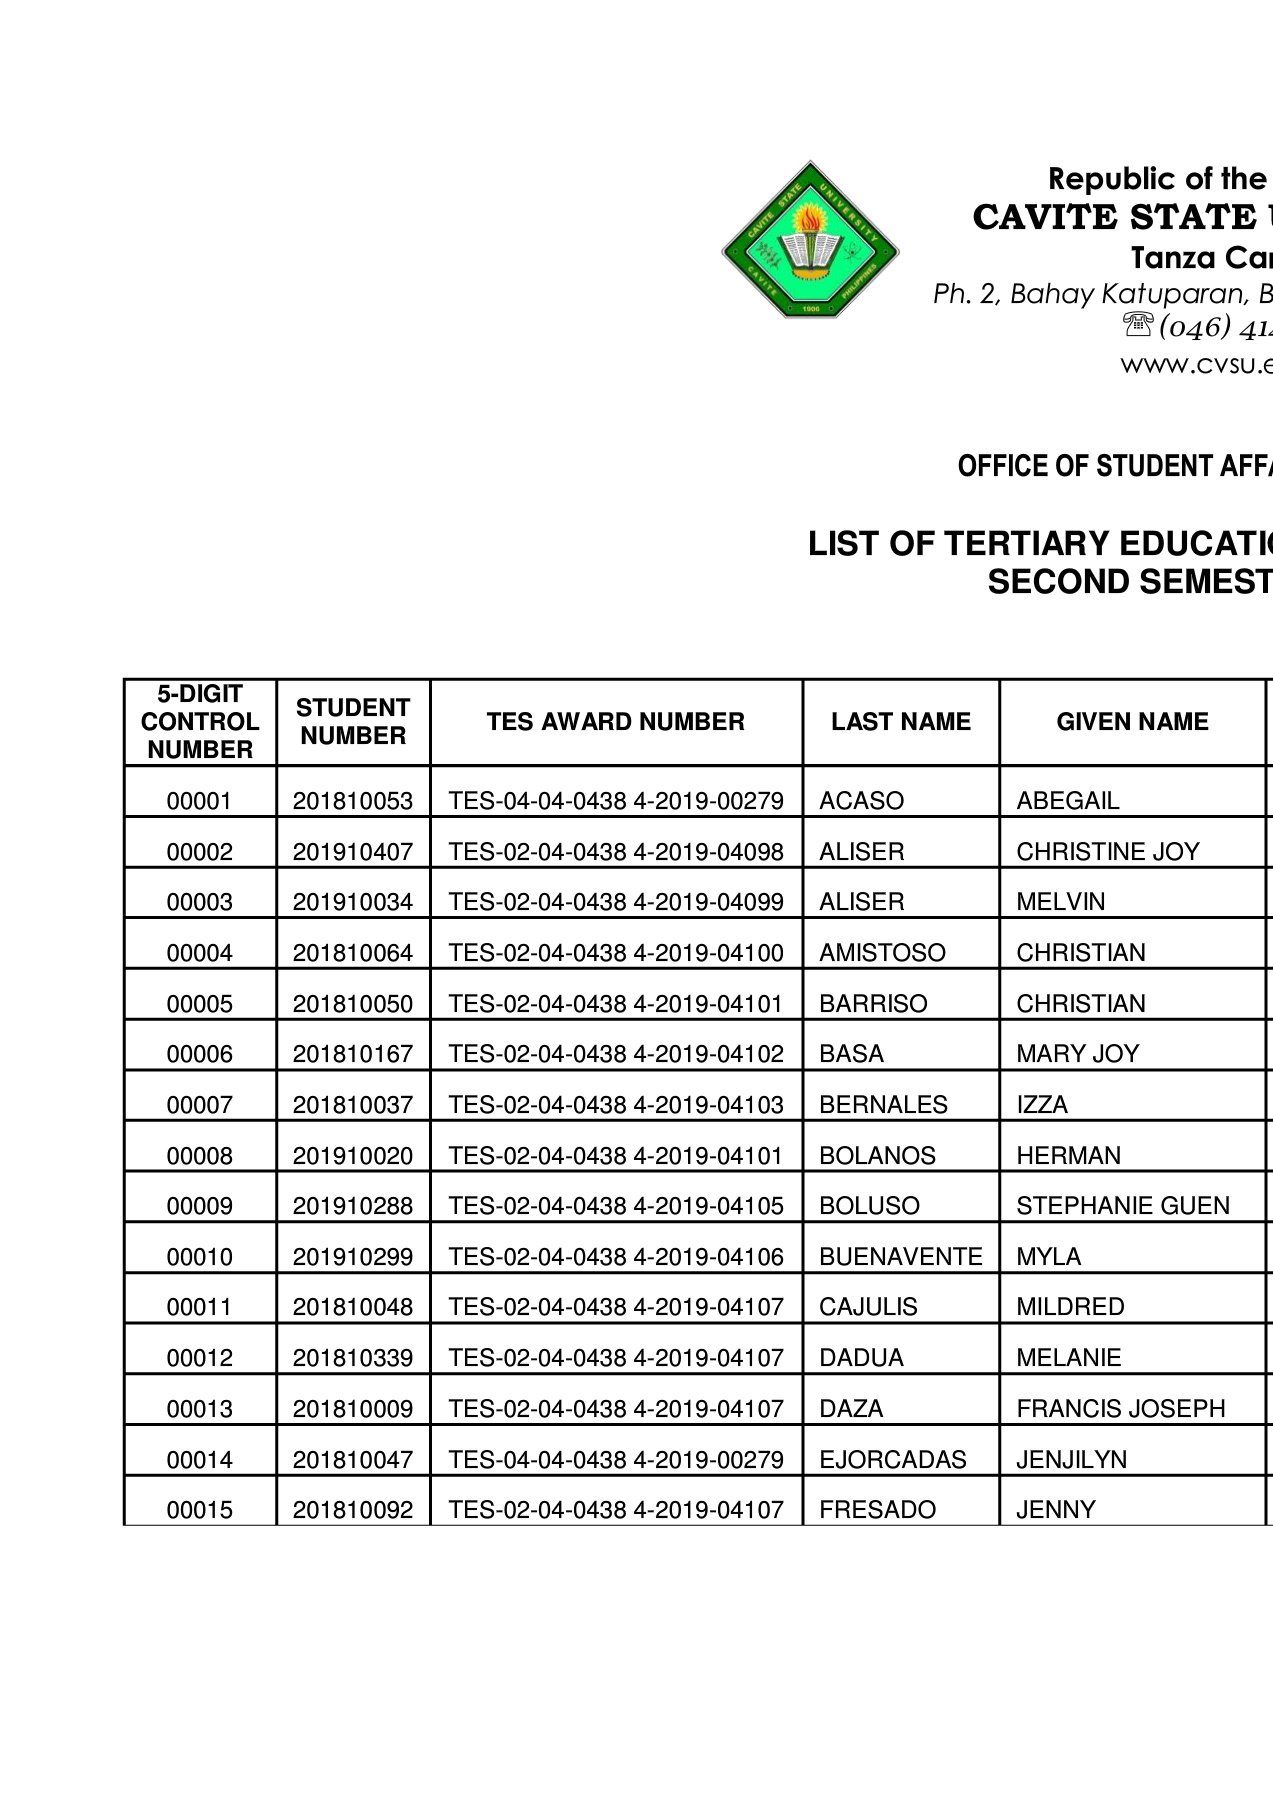 CAVITE STATE UNIVERSITY
CAVITE PHILIPPINES
1906
Republic of the
CAVITE STATE
Tanza
Ph. 2, Bahay Katuparan,
(046)
www.cvsu.
OFFICE OF STUDENT
LIST OF TERTIARY
SECOND
5-DIGIT CONTROL NUMBER STUDENT NUMBER TES AWARD NUMBER LAST NAME GIVEN NAME
00001 201810053 TES-04-04-0438 4-2019-00279 ACASO ABEGAIL
00002 201910407 TES-02-04-0438 4-2019-04098 ALISER CHRISTINE JOY
00003 201910034 TES-02-04-0438 4-2019-04099 ALISER MELVIN
00004 201810064 TES-02-04-0438 4-2019-04100 AMISTOSO CHRISTIAN
00005 201810050 TES-02-04-0438 4-2019-04101 BARRISO CHRISTIAN
00006 201810167 TES-02-04-0438 4-2019-04102 BASA MARY JOY
00007 201810037 TES-02-04-0438 4-2019-04103 BERNALES IZZA
00008 201910020 TES-02-04-0438 4-2019-04101 BOLANOS HERMAN
00009 201910288 TES-02-04-0438 4-2019-04105 BOLUSO STEPHANIE GUEN
00010 201910299 TES-02-04-0438 4-2019-04106 BUENAVENTE MYLA
00011 201810048 TES-02-04-0438 4-2019-04107 CAJULIS MILDRED
00012 201810339 TES-02-04-0438 4-2019-04107 DADUA MELANIE
00013 201810009 TES-02-04-0438 4-2019-04107 DAZA FRANCIS JOSEPH
00014 201810047 TES-04-04-0438 4-2019-00279 EJORCADAS JENJILYN
00015 201810092 TES-02-04-0438 4-2019-04107 FRESADO JENNY